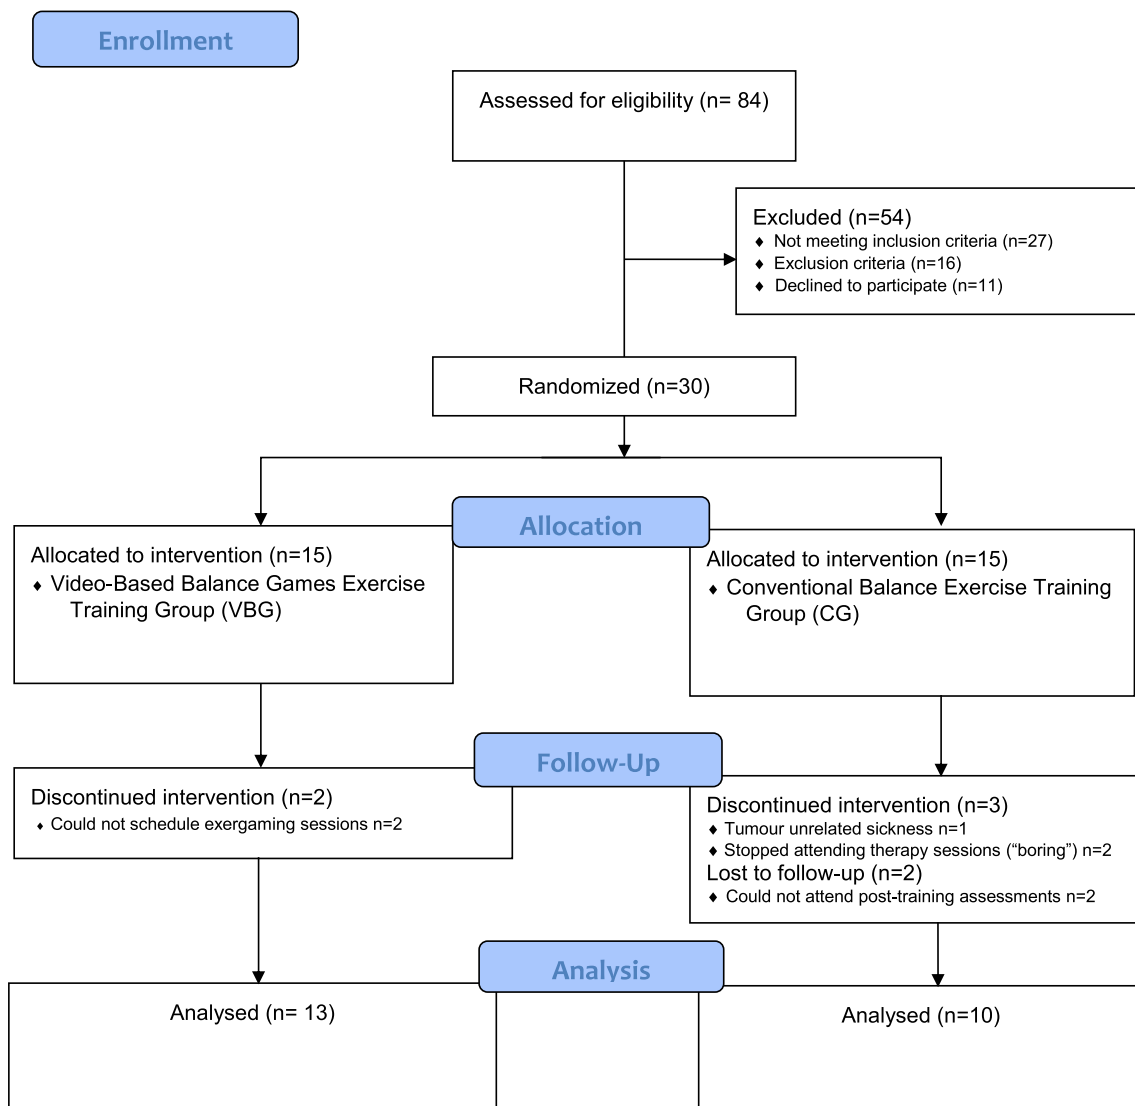 Enrollment
Assessed for eligibility (n= 84)
Excluded (n=54)
♦ Not meeting inclusion criteria (n=27)
♦ Exclusion criteria (n=16)
♦ Declined to participate (n=11)
Randomized (n=30)
Allocation
Allocated to intervention (n=15)
♦ Video-Based Balance Games Exercise
Training Group (VBG)
Allocated to intervention (n=15)
♦ Conventional Balance Exercise Training
Group (CG)
Follow-Up
Discontinued intervention (n=2)
♦ Could not schedule exergaming sessions n=2
Discontinued intervention (n=3)
♦ Tumour unrelated sickness n=1
♦ Stopped attending therapy sessions (“boring”) n=2
Lost to follow-up (n=2)
♦ Could not attend post-training assessments n=2
Analysis
Analysed (n= 13)
Analysed (n=10)